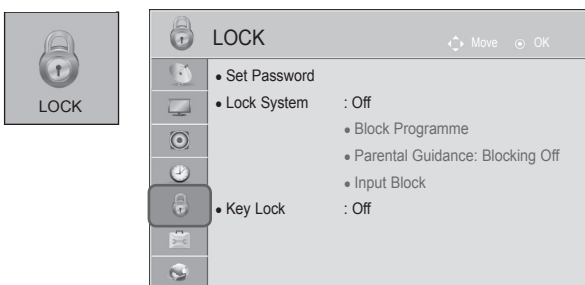 LOCK
LOCK Move OK
• Set Password
• Lock System : Off
• Block Programme
• Parental Guidance: Blocking Off
• Input Block
• Key Lock : Off